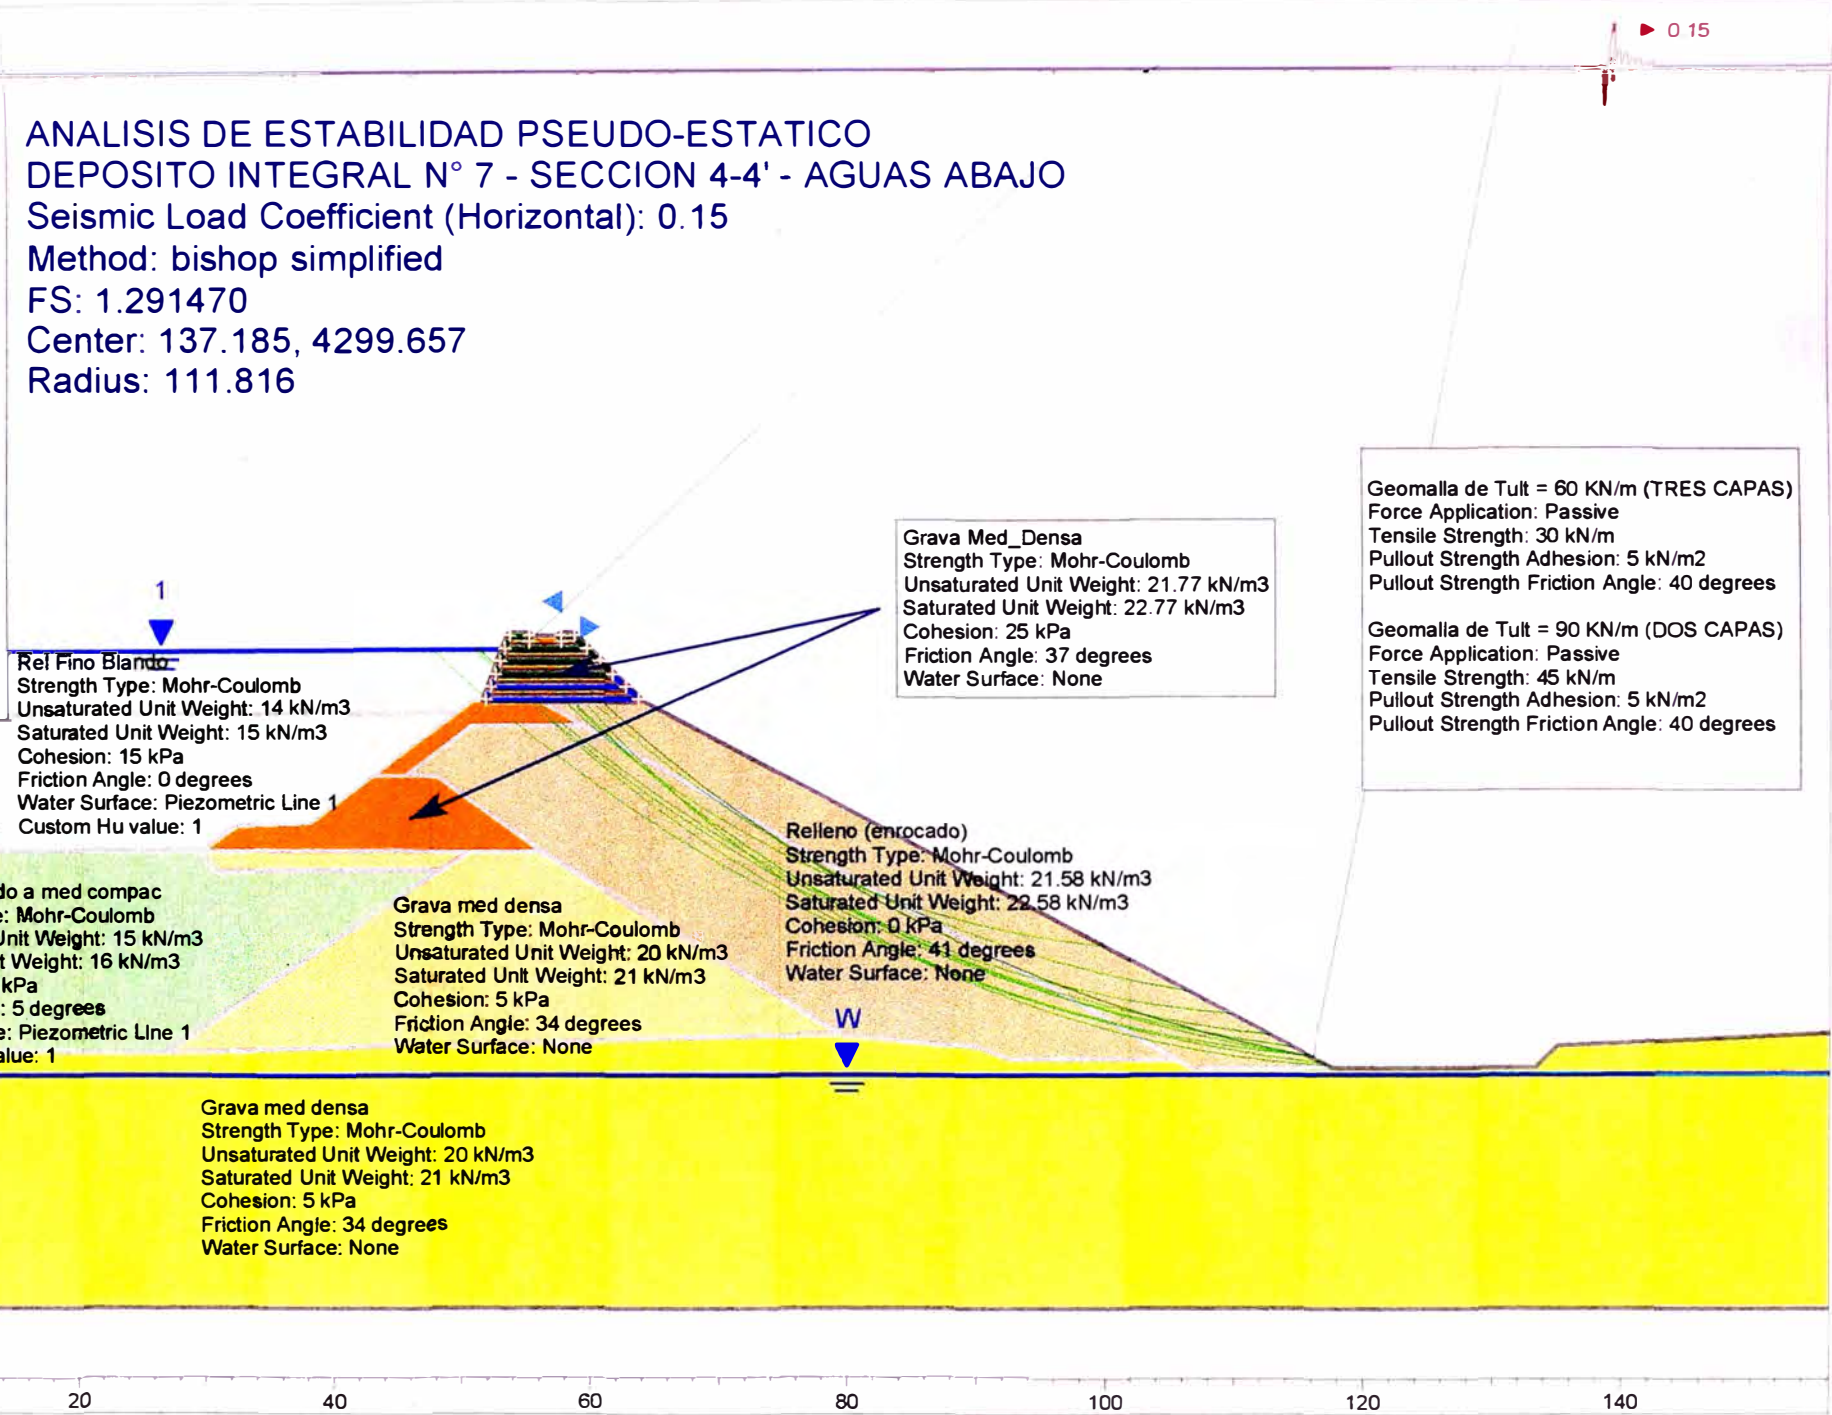 0 15
ANALISIS DE ESTABILIDAD PSEUDO-ESTATICO
DEPOSITO INTEGRAL N° 7 - SECCION 4-4' - AGUAS ABAJO
Seismic Load Coefficient (Horizontal): 0.15
Method: bishop simplified
FS: 1.291470
Center: 137.185, 4299.657
Radius: 111.816
Geomalla de Tult = 60 KN/m (TRES CAPAS)
Force Application: Passive
Tensile Strength: 30 kN/m
Pullout Strength Adhesion: 5 kN/m2
Pullout Strength Friction Angle: 40 degrees
Geomalla de Tult = 90 KN/m (DOS CAPAS)
Force Application: Passive
Tensile Strength: 45 kN/m
Pullout Strength Adhesion: 5 kN/m2
Pullout Strength Friction Angle: 40 degrees
Grava Med_Densa
Strength Type: Mohr-Coulomb
Unsaturated Unit Weight: 21.77 kN/m3
Saturated Unit Weight: 22.77 kN/m3
Cohesion: 25 kPa
Friction Angle: 37 degrees
Water Surface: None
1
Rel Fino Blando
Strength Type: Mohr-Coulomb
Unsaturated Unit Weight: 14 kN/m3
Saturated Unit Weight: 15 kN/m3
Cohesion: 15 kPa
Friction Angle: 0 degrees
Water Surface: Piezometric Line 1
Custom Hu value: 1
Relleno (enrocado)
Strength Type: Mohr-Coulomb
Unsaturated Unit Weight: 21.58 kN/m3
Saturated Unit Weight: 22.58 kN/m3
Cohesion: 0 kPa
Friction Angle: 41 degrees
Water Surface: None
do a med compac
e: Mohr-Coulomb
Unit Weight: 15 kN/m3
t Weight: 16 kN/m3
kPa
: 5 degrees
e: Piezometric Line 1
alue: 1
Grava med densa
Strength Type: Mohr-Coulomb
Unsaturated Unit Weight: 20 kN/m3
Saturated Unit Weight: 21 kN/m3
Cohesion: 5 kPa
Friction Angle: 34 degrees
Water Surface: None
W
Grava med densa
Strength Type: Mohr-Coulomb
Unsaturated Unit Weight: 20 kN/m3
Saturated Unit Weight: 21 kN/m3
Cohesion: 5 kPa
Friction Angle: 34 degrees
Water Surface: None
20 40 60 80 100 120 140